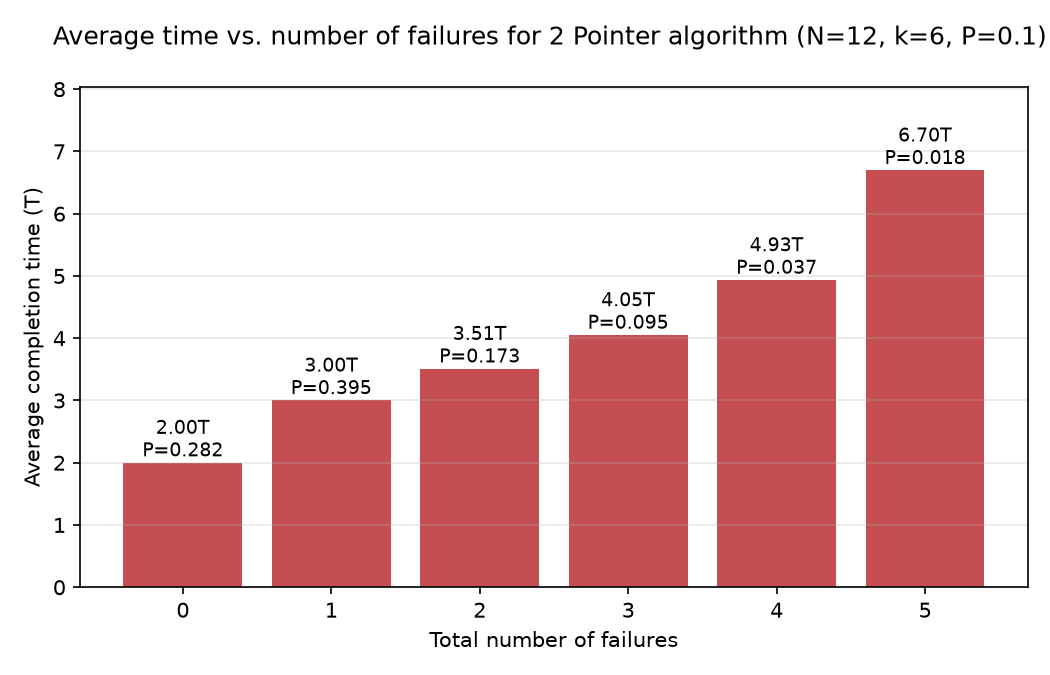 Average time vs. number of failures for 2 Pointer algorithm (N=12, k=6, P=0.1)
Average completion time (T)
8
7
6
5
4
3
2
1
0
2.00T
P=0.282
3.00T
P=0.395
3.51T
P=0.173
4.05T
P=0.095
4.93T
P=0.037
6.70T
P=0.018
0
1
2
3
4
5
Total number of failures